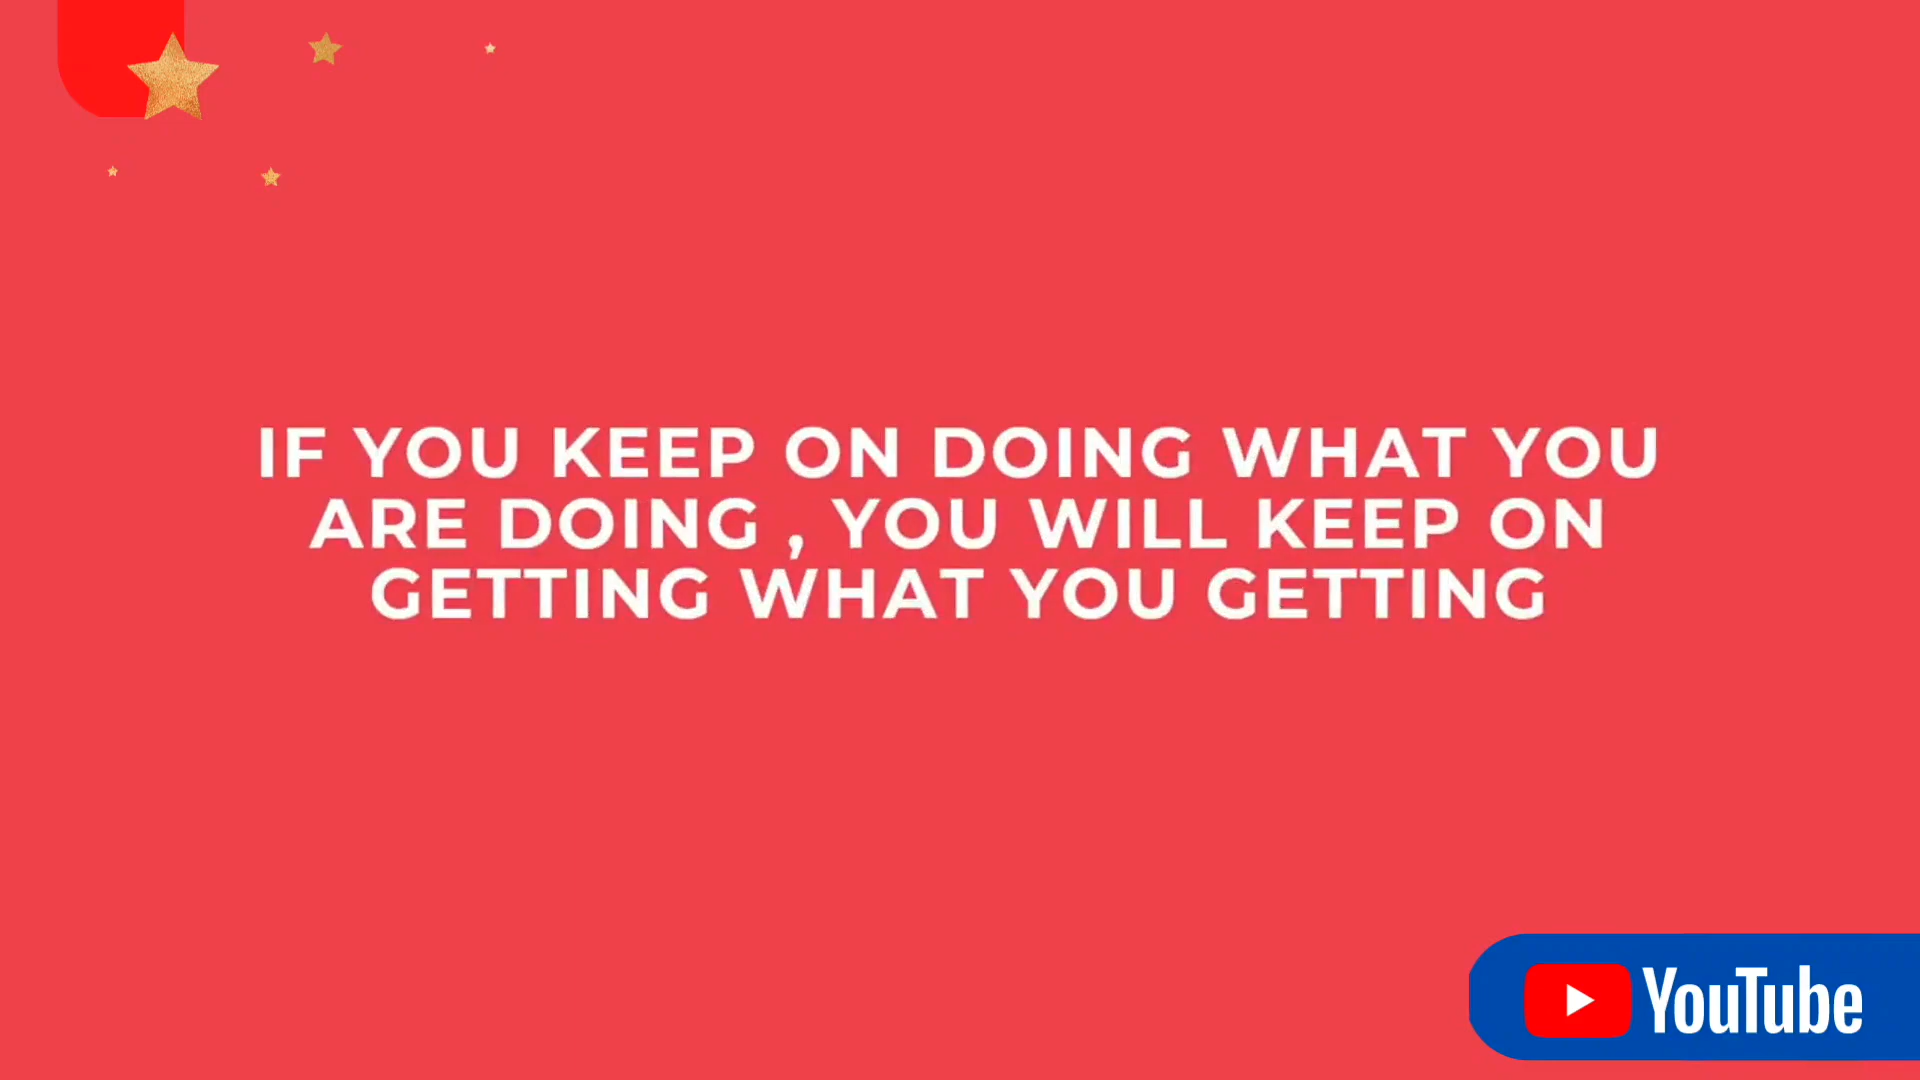 IF YOU KEEP ON DOING WHAT YOU
ARE DOING , YOU WILL KEEP ON
GETTING WHAT YOU GETTING
YouTube